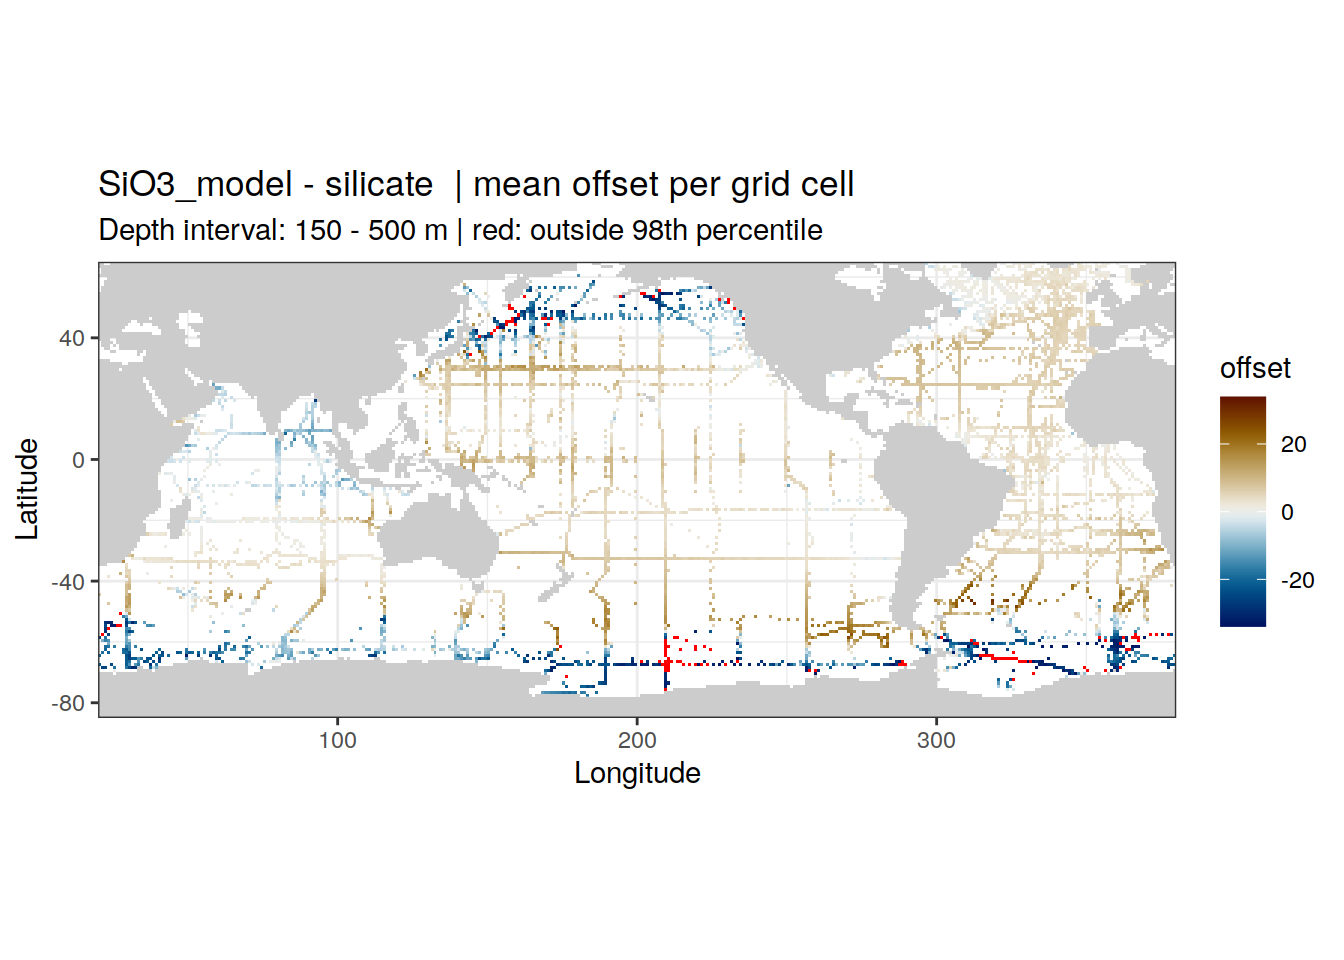 SiO3_model - silicate  | mean offset per grid cell
Depth interval: 150 - 500 m | red: outside 98th percentile
offset
20
0
-20
40
0
-40
-80
Latitude
100
200
300
Longitude